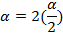 α = 2(α/2)